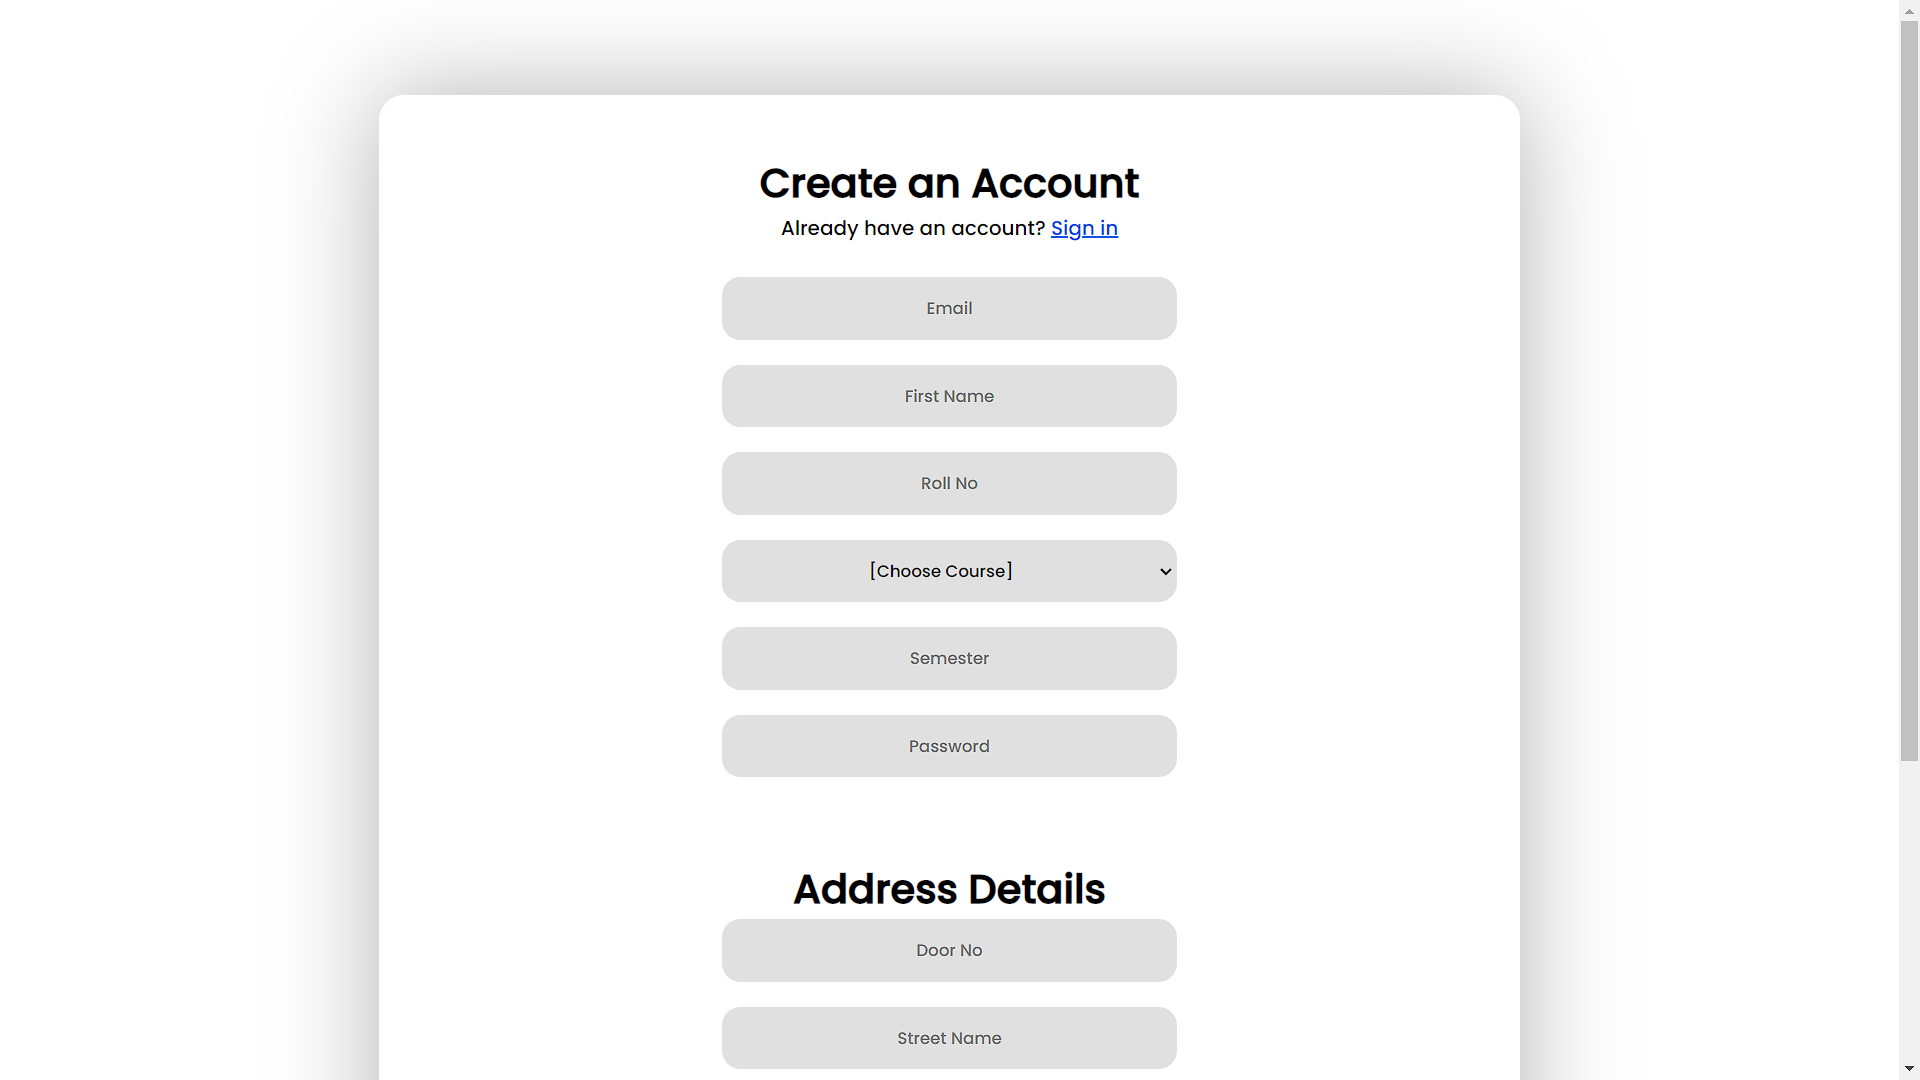 Create an Account
Already have an account? Sign in
Email
First Name
Roll No
[Choose Course]
Semester
Password
Address Details
Door No
Street Name